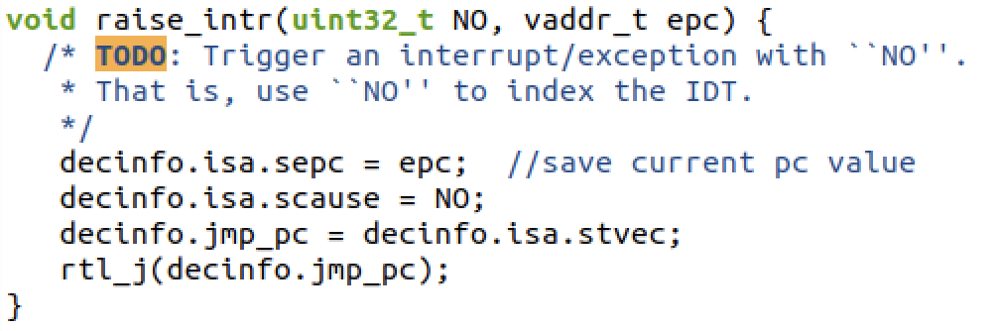 void raise_intr(uint32_t NO, vaddr_t epc) {
  /* TODO: Trigger an interrupt/exception with ``NO''.
   * That is, use ``NO'' to index the IDT.
   */
   decinfo.isa.sepc = epc;  //save current pc value
   decinfo.isa.scause = NO;
   decinfo.jmp_pc = decinfo.isa.stvec;
   rtl_j(decinfo.jmp_pc);
}